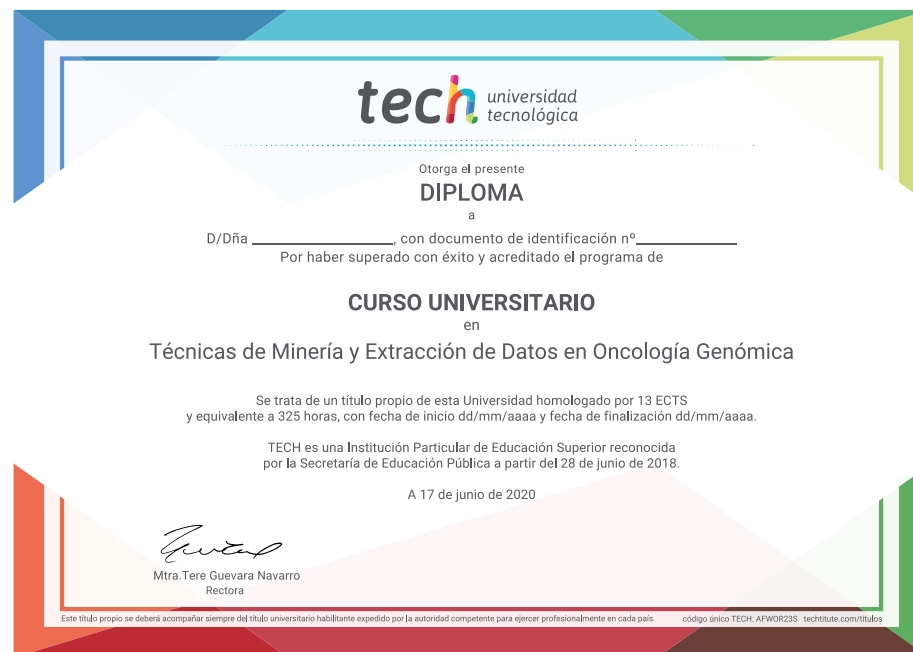 tech universidad
tecnológica
Otorga el presente
DIPLOMA
a
D/Dña ________________, con documento de identificación nº____________
Por haber superado con éxito y acreditado el programa de
CURSO UNIVERSITARIO
en
Técnicas de Minería y Extracción de Datos en Oncología Genómica
Se trata de un título propio de esta Universidad homologado por 13 ECTS
y equivalente a 325 horas, con fecha de inicio dd/mm/aaaa y fecha de finalización dd/mm/aaaa.
TECH es una Institución Particular de Educación Superior reconocida
por la Secretaría de Educación Pública a partir del 28 de junio de 2018.
A 17 de junio de 2020
Mtra.Tere Guevara Navarro
Rectora
Este título propio se deberá acompañar siempre del título universitario habilitante expedido por la autoridad competente para ejercer profesionalmente en cada país. código único TECH: AFWOR23S techtitute.com/titulos